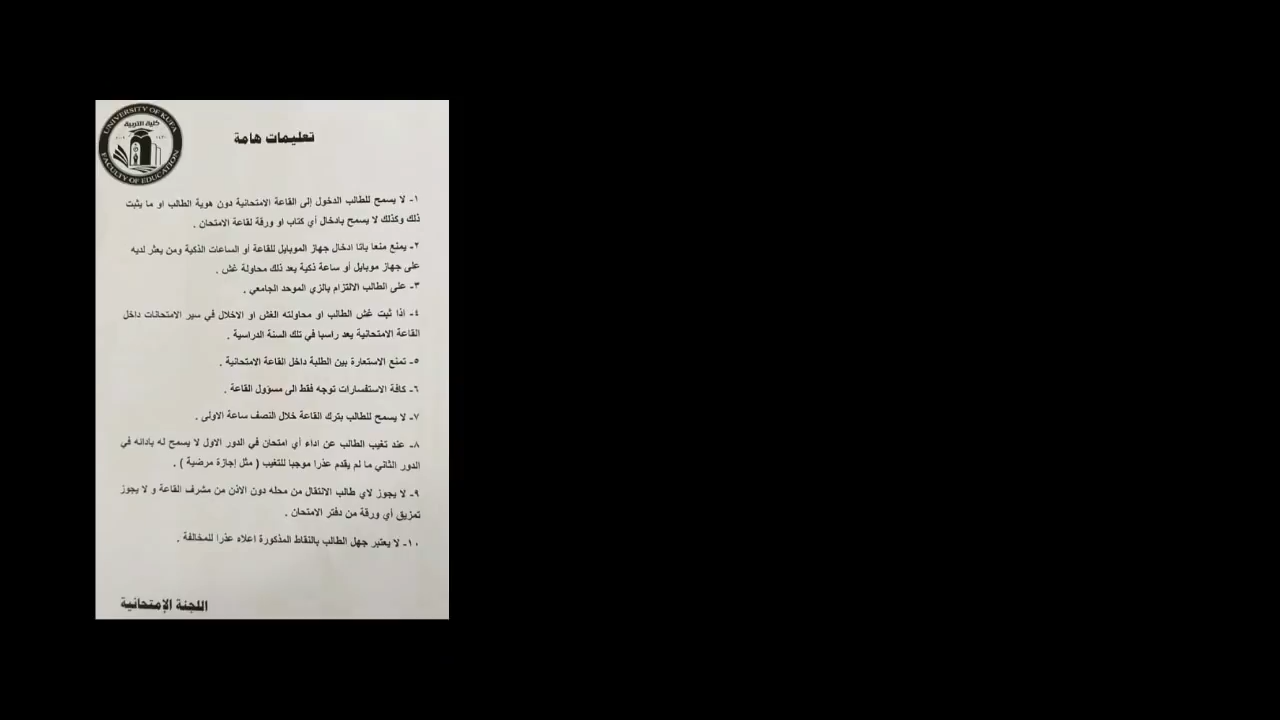 UNIVERSITY OF KUFA
كلية التربية
FACULTY OF EDUCATION
تعليمات هامة
١- لا يسمح للطالب الدخول إلى القاعة الامتحانية دون هوية الطالب او ما يثبت
ذلك وكذلك لا يسمح بادخال أي كتاب او ورقة لقاعة الامتحان .
٢- يمنع منعا باتا ادخال جهاز الموبايل للقاعة أو الساعات الذكية ومن يعثر لديه
على جهاز موبايل أو ساعة ذكية يعد ذلك محاولة غش .
٣- على الطالب الالتزام بالزي الموحد الجامعي .
٤- اذا ثبت غش الطالب او محاولته الغش او الاخلال في سير الامتحانات داخل
القاعة الامتحانية يعد راسبا في تلك السنة الدراسية .
٥- تمنع الاستعارة بين الطلبة داخل القاعة الامتحانية .
٦- كافة الاستفسارات توجه فقط الى مسؤول القاعة .
٧- لا يسمح للطالب بترك القاعة خلال النصف ساعة الاولى .
٨- عند تغيب الطالب عن اداء أي امتحان في الدور الاول لا يسمح له بادائه في
الدور الثاني ما لم يقدم عذرا موجبا للتغيب ( مثل إجازة مرضية ) .
٩- لا يجوز لاي طالب الانتقال من محله دون الاذن من مشرف القاعة و لا يجوز
تمزيق أي ورقة من دفتر الامتحان .
١٠- لا يعتبر جهل الطالب بالنقاط المذكورة اعلاه عذرا للمخالفة .
اللجنة الإمتحانية